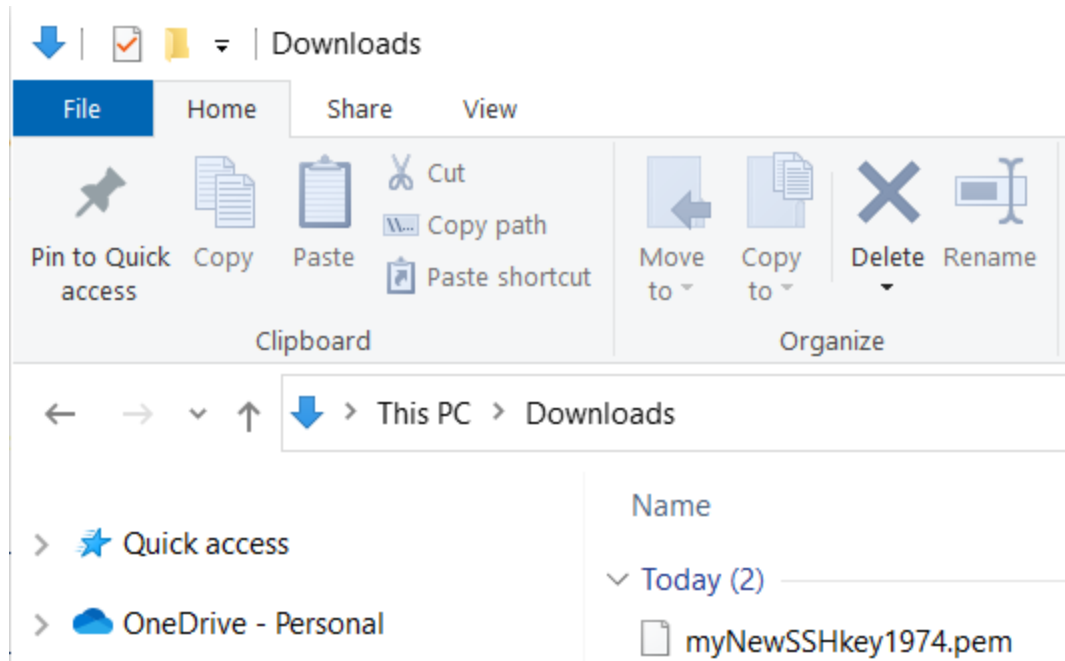 Downloads
File Home Share View
Pin to Quick access
Copy
Paste
Cut
Copy path
Paste shortcut
Move to
Copy to
Delete
Rename
Clipboard
Organize
This PC > Downloads
Name
Quick access
Today (2)
OneDrive - Personal
myNewSSHkey1974.pem